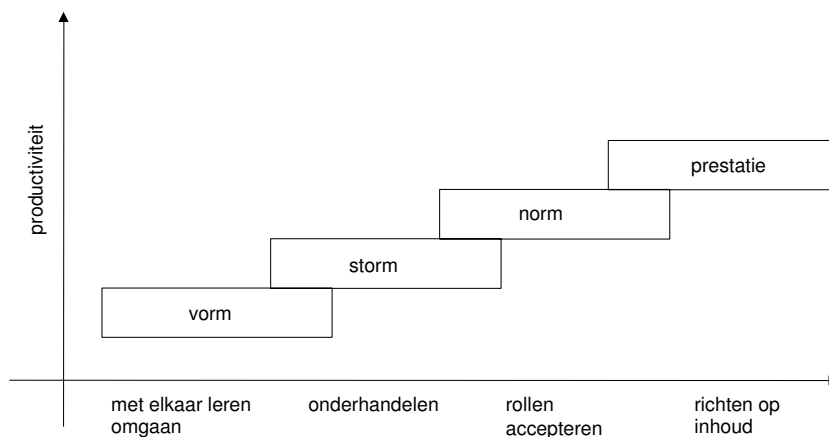 productiviteit
prestatie
norm
storm
vorm
met elkaar leren
omgaan
onderhandelen
rollen
accepteren
richten op
inhoud